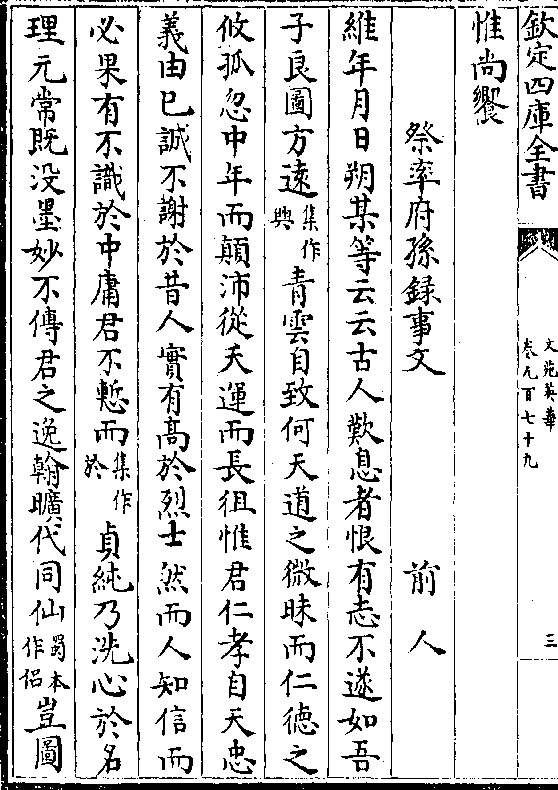 欽定四庫全書
文苑英華
卷九百七十九
三
惟尚饗
祭率府孫録事文 前人
維年月日朔某等云云古人歎息者恨有志不遂如吾
子良圖方遠集作興青雲自致何天道之微昧而仁德之
攸孤忽中年而顛沛從天運而長徂惟君仁孝自天忠
義由已誠不謝於昔人實有髙於烈士然而人知信而
必果有不識於中庸君不慙而集作於貞純乃洗心於名
理元常既没墨妙不傳君之逸翰曠代同仙蜀本作侣豈圖